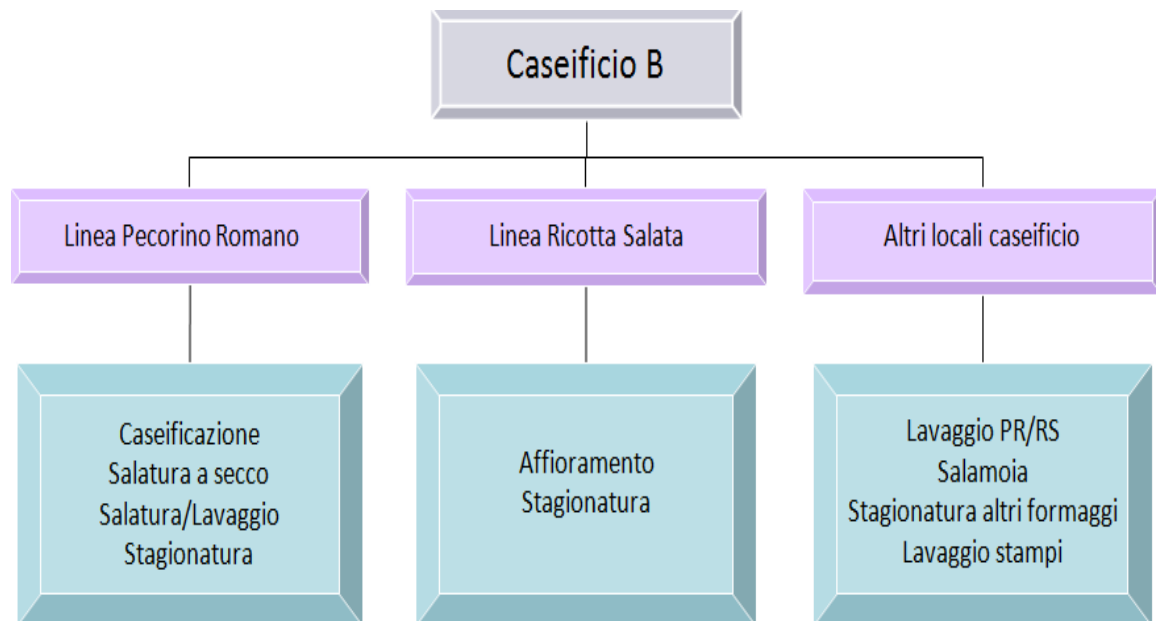 Caseificio B
Linea Pecorino Romano
Linea Ricotta Salata
Altri locali caseificio
Caseificazione
Salatura a secco
Salatura/Lavaggio
Stagionatura
Affioramento
Stagionatura
Lavaggio PR/RS
Salamoia
Stagionatura altri formaggi
Lavaggio stampi